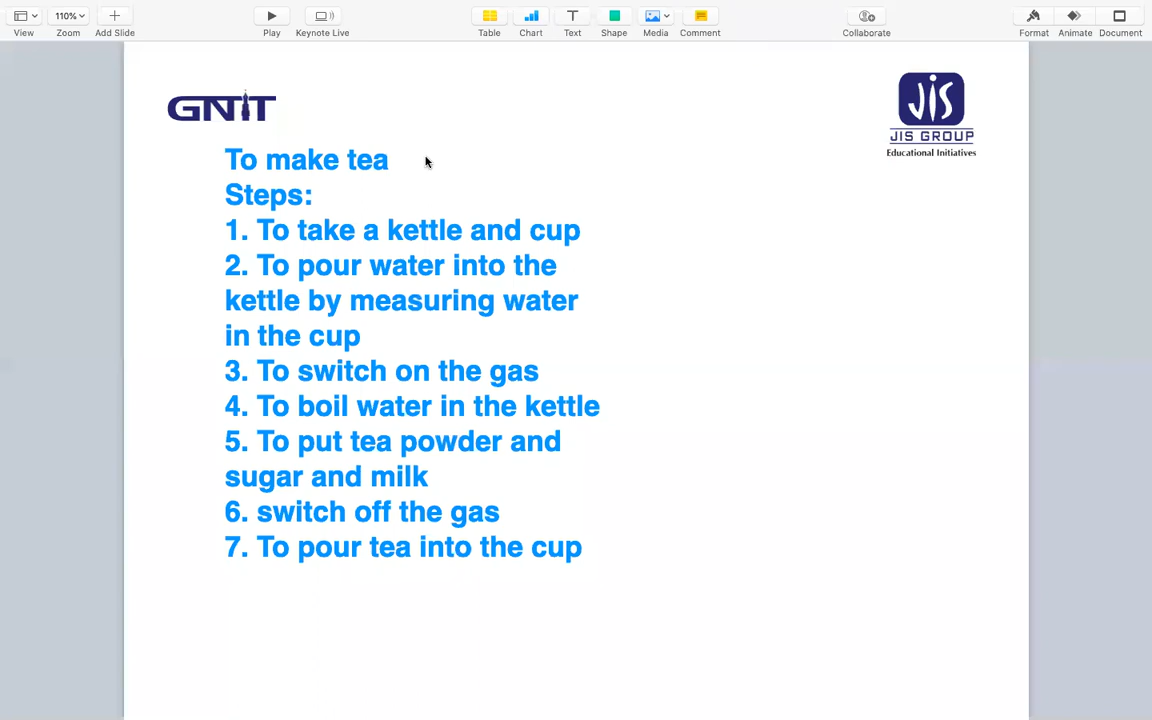 View
110%
Zoom
Add Slide
Play
Keynote Live
Table
Chart
Text
Shape
Media
Comment
Collaborate
Format
Animate
Document
GNIT
JIS
JIS GROUP
Educational Initiatives
To make tea
Steps:
1. To take a kettle and cup
2. To pour water into the
kettle by measuring water
in the cup
3. To switch on the gas
4. To boil water in the kettle
5. To put tea powder and
sugar and milk
6. switch off the gas
7. To pour tea into the cup